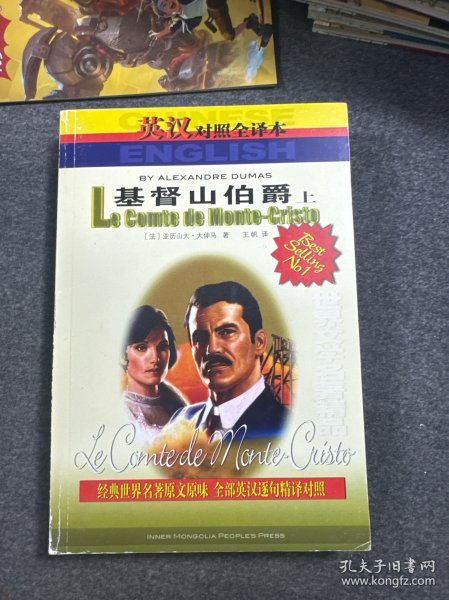 CHINESE
英汉对照全译本
ENGLISH
BY ALEXANDRE DUMAS
基督山伯爵上
Le Comte de Monte-Cristo
[法]亚历山大·大仲马 著 王帆 译
Best
Selling
No1
Le Comte de Monte-Cristo
经典世界名著原文原味 全部英汉逐句精译对照
INNER MONGOLIA PEOPLE'S PRESS
孔夫子旧书网
www.kongfz.com